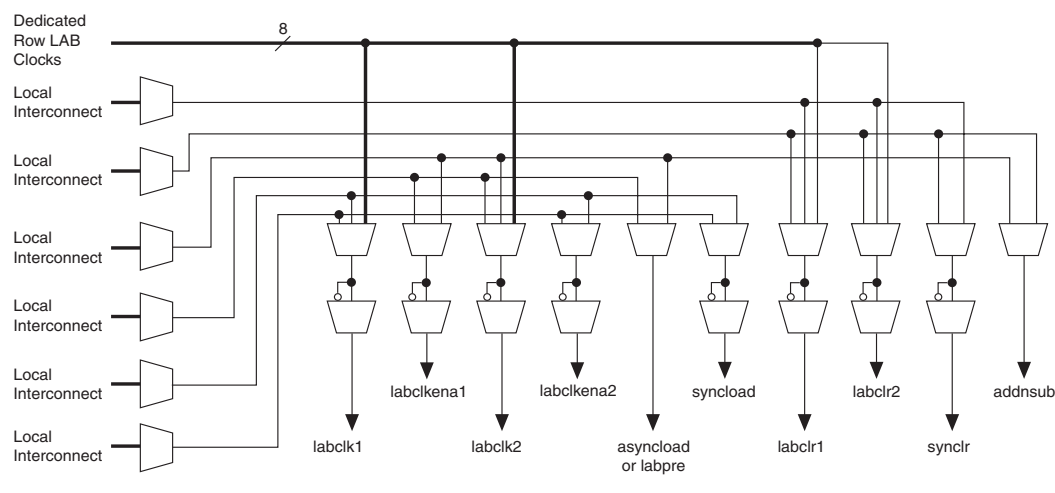 Dedicated
Row LAB
Clocks
8
Local
Interconnect
Local
Interconnect
Local
Interconnect
Local
Interconnect
Local
Interconnect
Local
Interconnect
labclkena1
labclkena2
syncload
labclr2
addnsub
labclk1
labclk2
asyncload
or labpre
labclr1
synclr